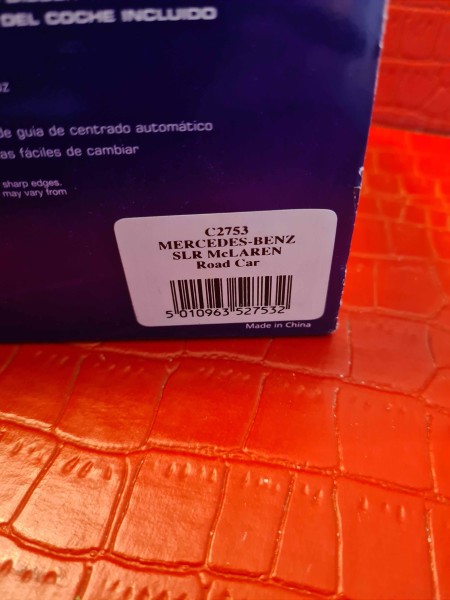 DEL COCHE INCLUIDO
de guía de centrado automático
as fáciles de cambiar
sharp edges.
may vary from
C2753
MERCEDES-BENZ
SLR McLAREN
Road Car
5 010963 527532
Made in China